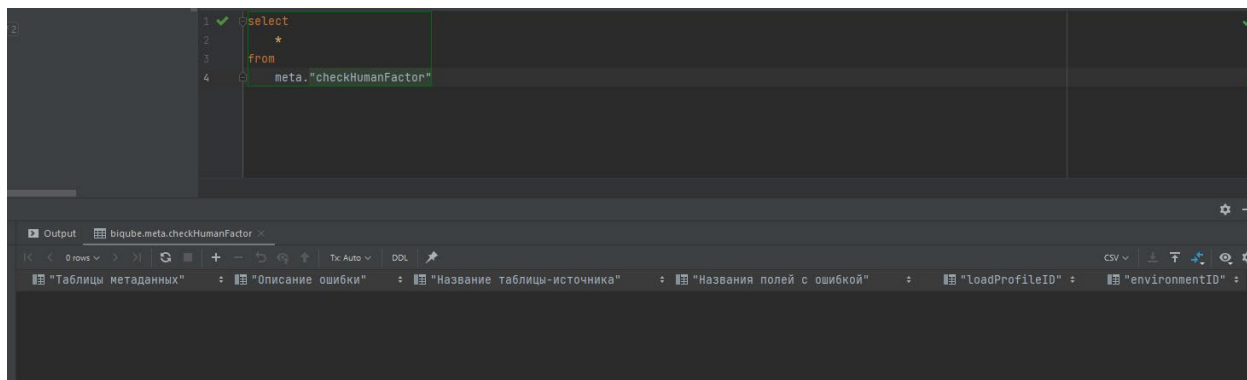 2
1 select
2 *
3 from
4 meta."checkHumanFactor"
Output biqube.meta.checkHumanFactor ×
0 rows Tx: Auto DDL CSV
"Таблицы метаданных" "Описание ошибки" "Название таблицы-источника" "Названия полей с ошибкой" "loadProfileID" "environmentID"